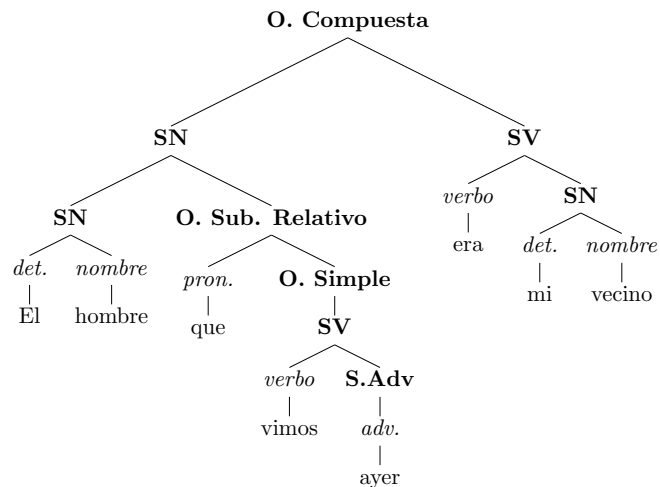 O. Compuesta
SN SV
verbo SN
SN O. Sub. Relativo
era det. nombre
det. nombre pron. O. Simple
mi vecino
El hombre que SV
verbo S.Adv
vimos adv.
ayer